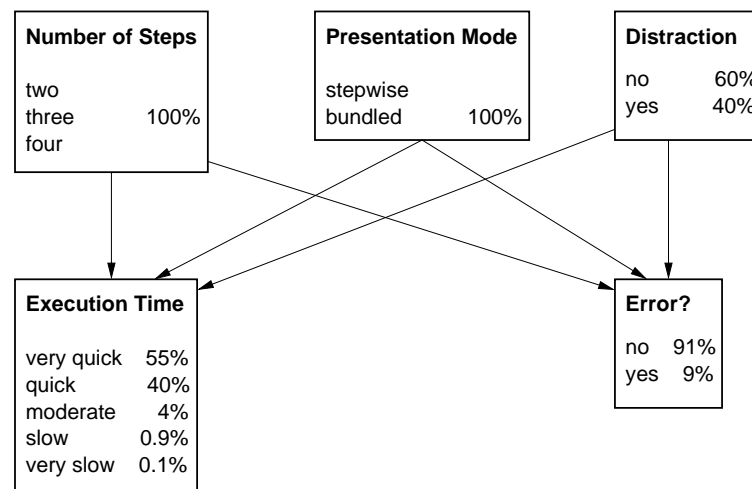 Number of Steps
two
three 100%
four
Presentation Mode
stepwise
bundled 100%
Distraction
no 60%
yes 40%
Execution Time
very quick 55%
quick 40%
moderate 4%
slow 0.9%
very slow 0.1%
Error?
no 91%
yes 9%